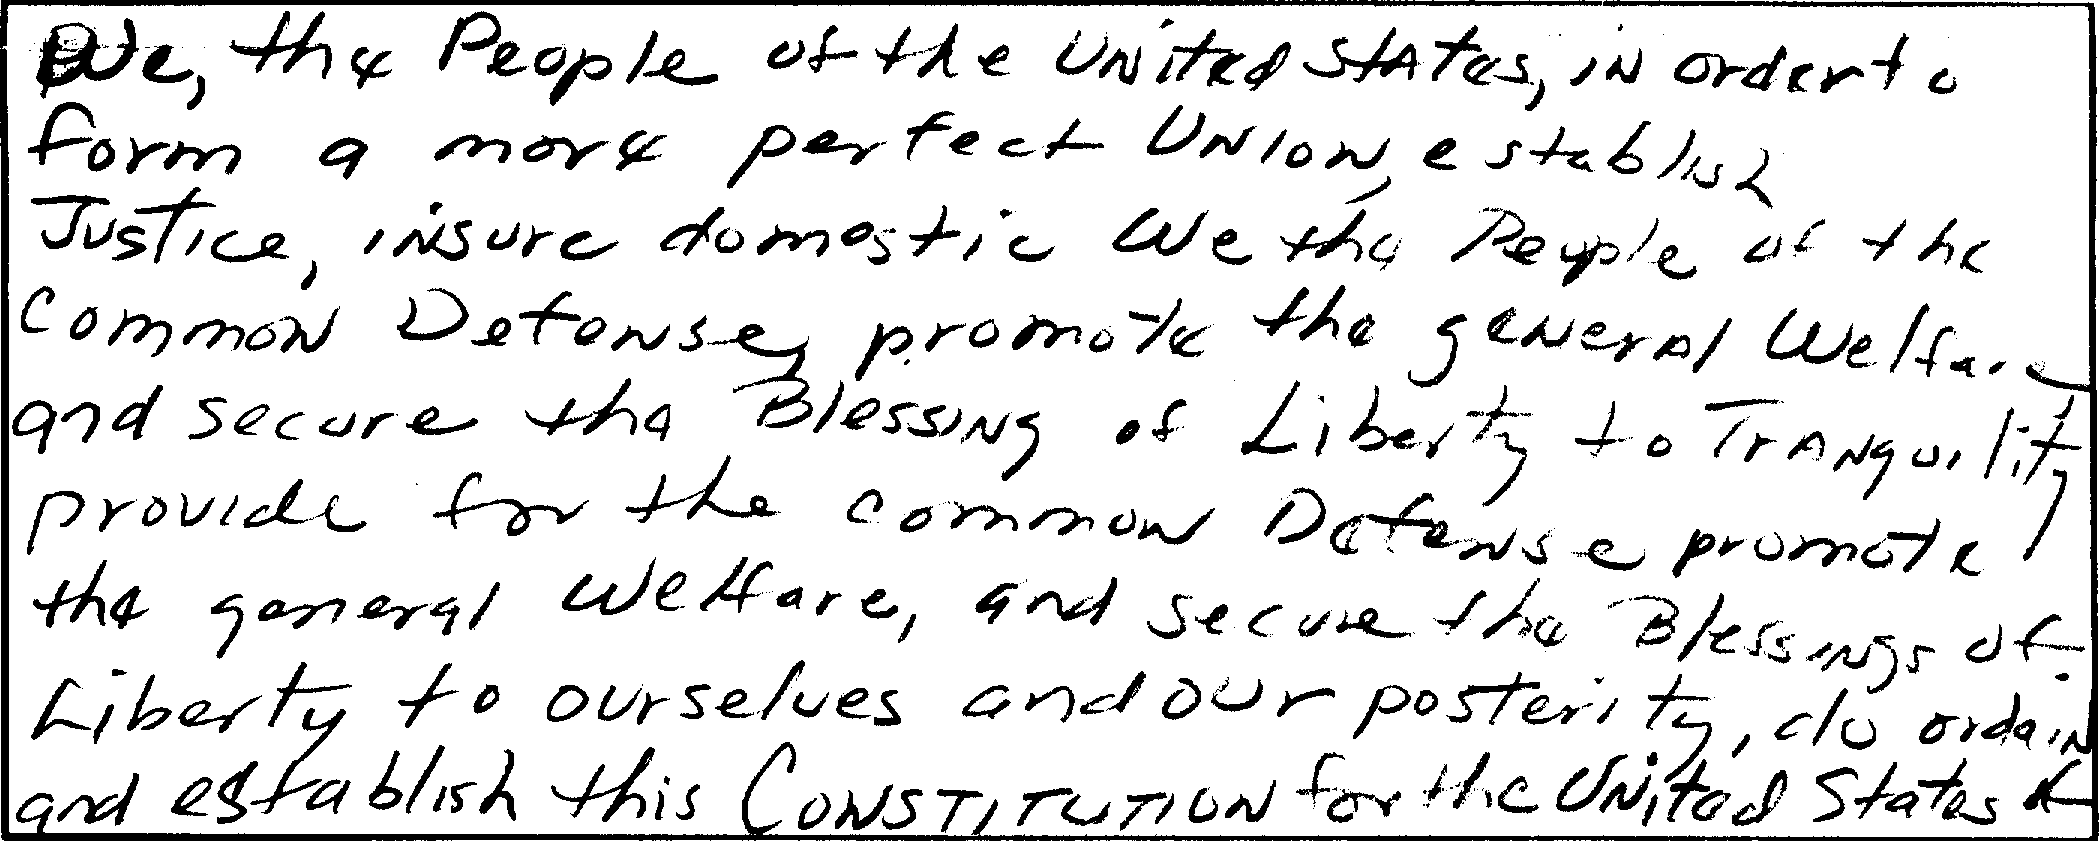 We, the People of the United States, in order to
form a more perfect Union, establish
Justice, insure domestic We the People of the
Common Defense, promote the general Welfare
and secure the Blessing of Liberty to Tranquility
provide for the common Defense promote
the general Welfare, and secure the Blessings of
Liberty to ourselves and our posterity, do ordain
and establish this Constitution for the United States of